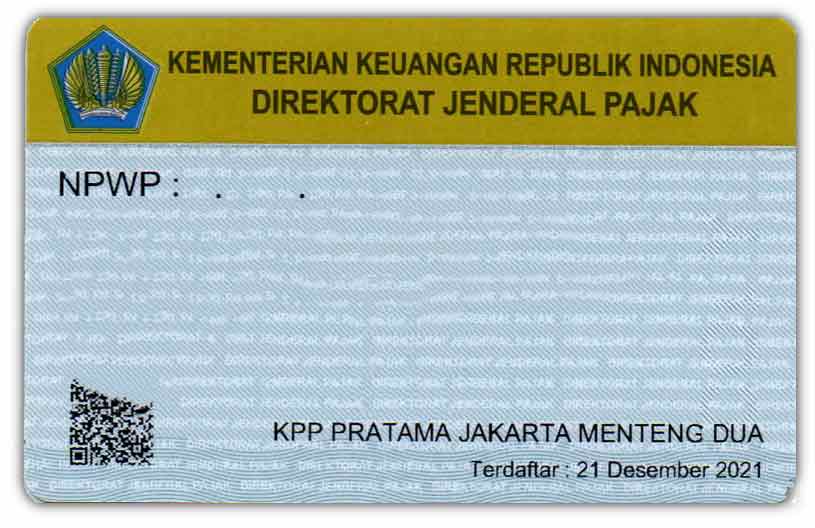 KEMENTERIAN KEUANGAN REPUBLIK INDONESIA
DIREKTORAT JENDERAL PAJAK
NPWP : . .
KPP PRATAMA JAKARTA MENTENG DUA
Terdaftar : 21 Desember 2021